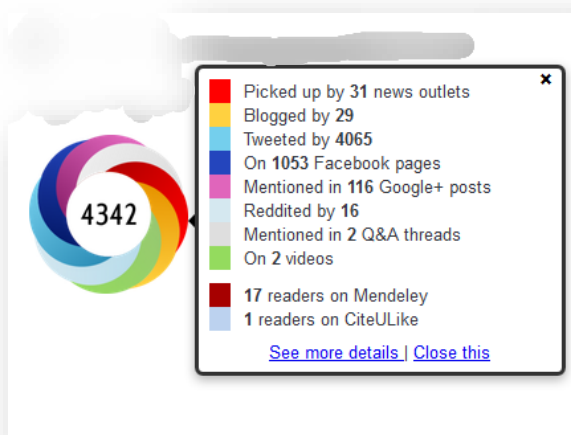 Picked up by 31 news outlets
Blogged by 29
Tweeted by 4065
On 1053 Facebook pages
Mentioned in 116 Google+ posts
Reddited by 16
Mentioned in 2 Q&A threads
On 2 videos
17 readers on Mendeley
1 readers on CiteULike
See more details | Close this
4342